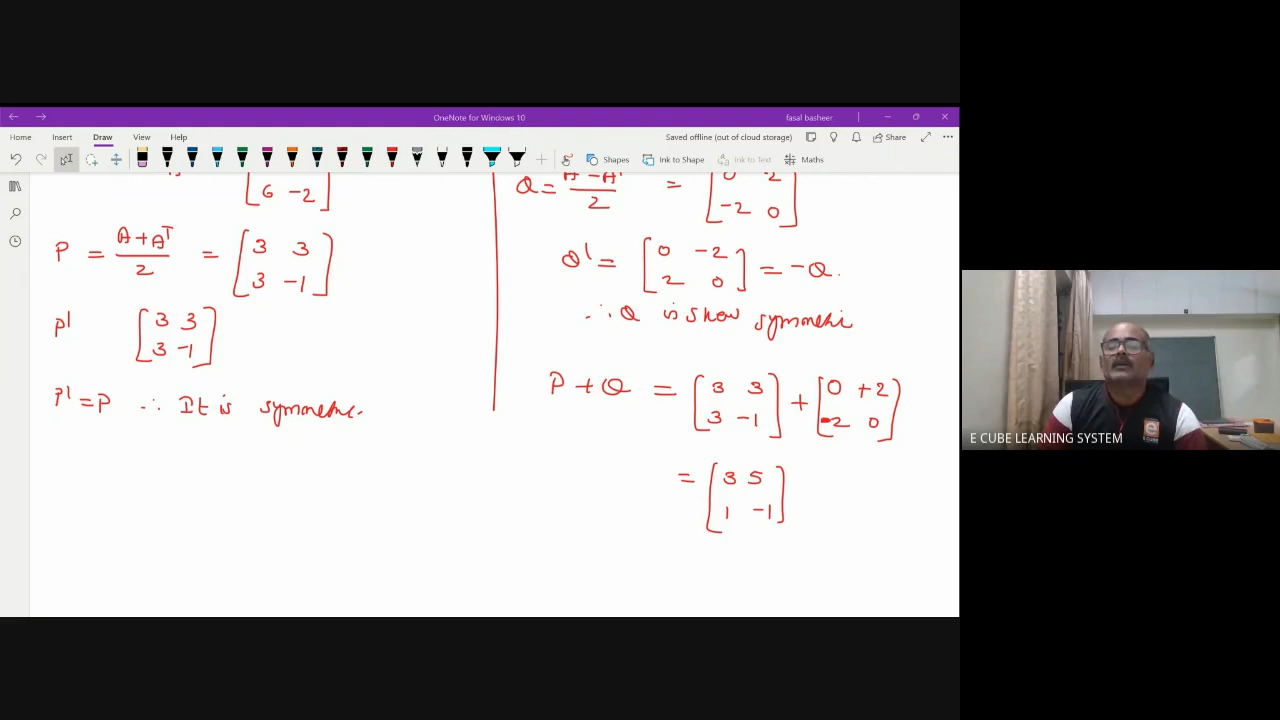 OneNote for Windows 10
fasal basheer
Home Insert Draw View Help
Saved offline (out of cloud storage)
Share
Shapes
Ink to Shape
Ink to Text
Maths
6 -2
P = A + Aᵀ / 2 = [3 3
3 -1]
P' [3 3
3 -1]
P' = P ∴ It is symmetric.
Q = A - A' / 2 = [0 2
-2 0]
Q' = [0 -2
2 0] = -Q.
∴ Q is skew symmetric
P + Q = [3 3
3 -1] + [0 +2
-2 0]
= [3 5
1 -1]
E CUBE LEARNING SYSTEM